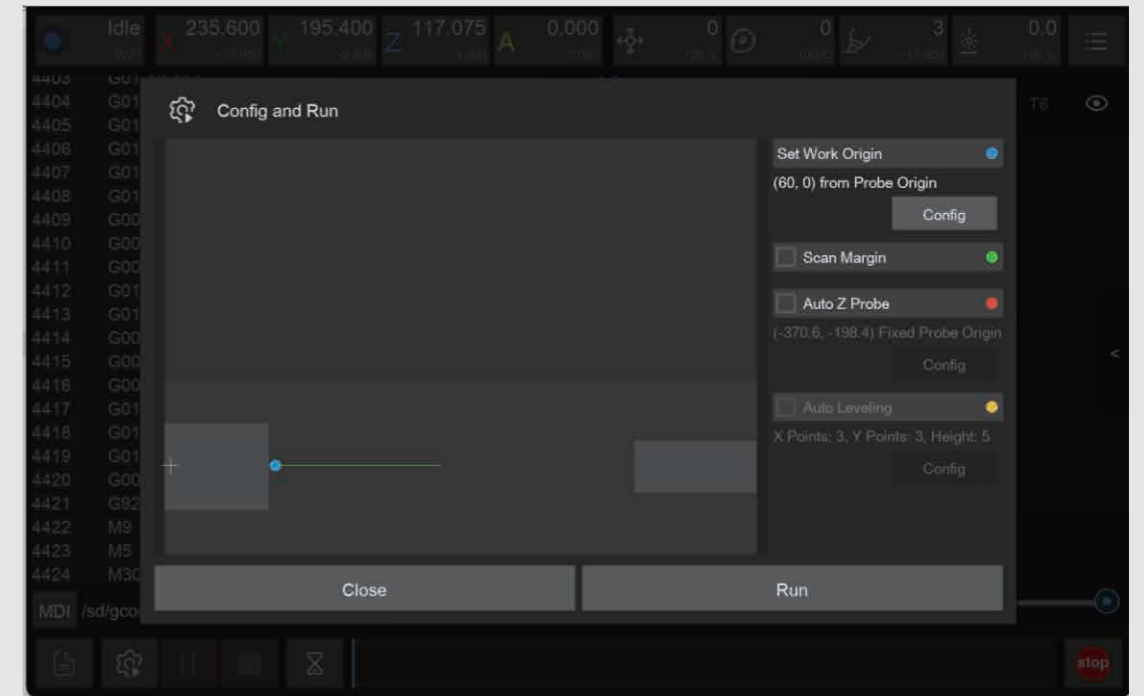 Idle 235.600 195.400 Z 117.075 A 0.000 0 0 3 0.0
WiFi
4403 G01
4404 G01 T6
4405 G01
4406 G01
4407 G01
4408 G01
4409 G00
4410 G00
4411 G00
4412 G01
4413 G01
4414 G00
4415 G00
4416 G00
4417 G01
4418 G01
4419 G01
4420 G00
4421 G92
4422 M9
4423 M5
4424 M30
Config and Run
Set Work Origin
(60, 0) from Probe Origin
Config
Scan Margin
Auto Z Probe
(-370.6, -198.4) Fixed Probe Origin
Config
<
Auto Leveling
X Points: 3, Y Points: 3, Height: 5
Config
Close Run
MDI /sd/gco
stop